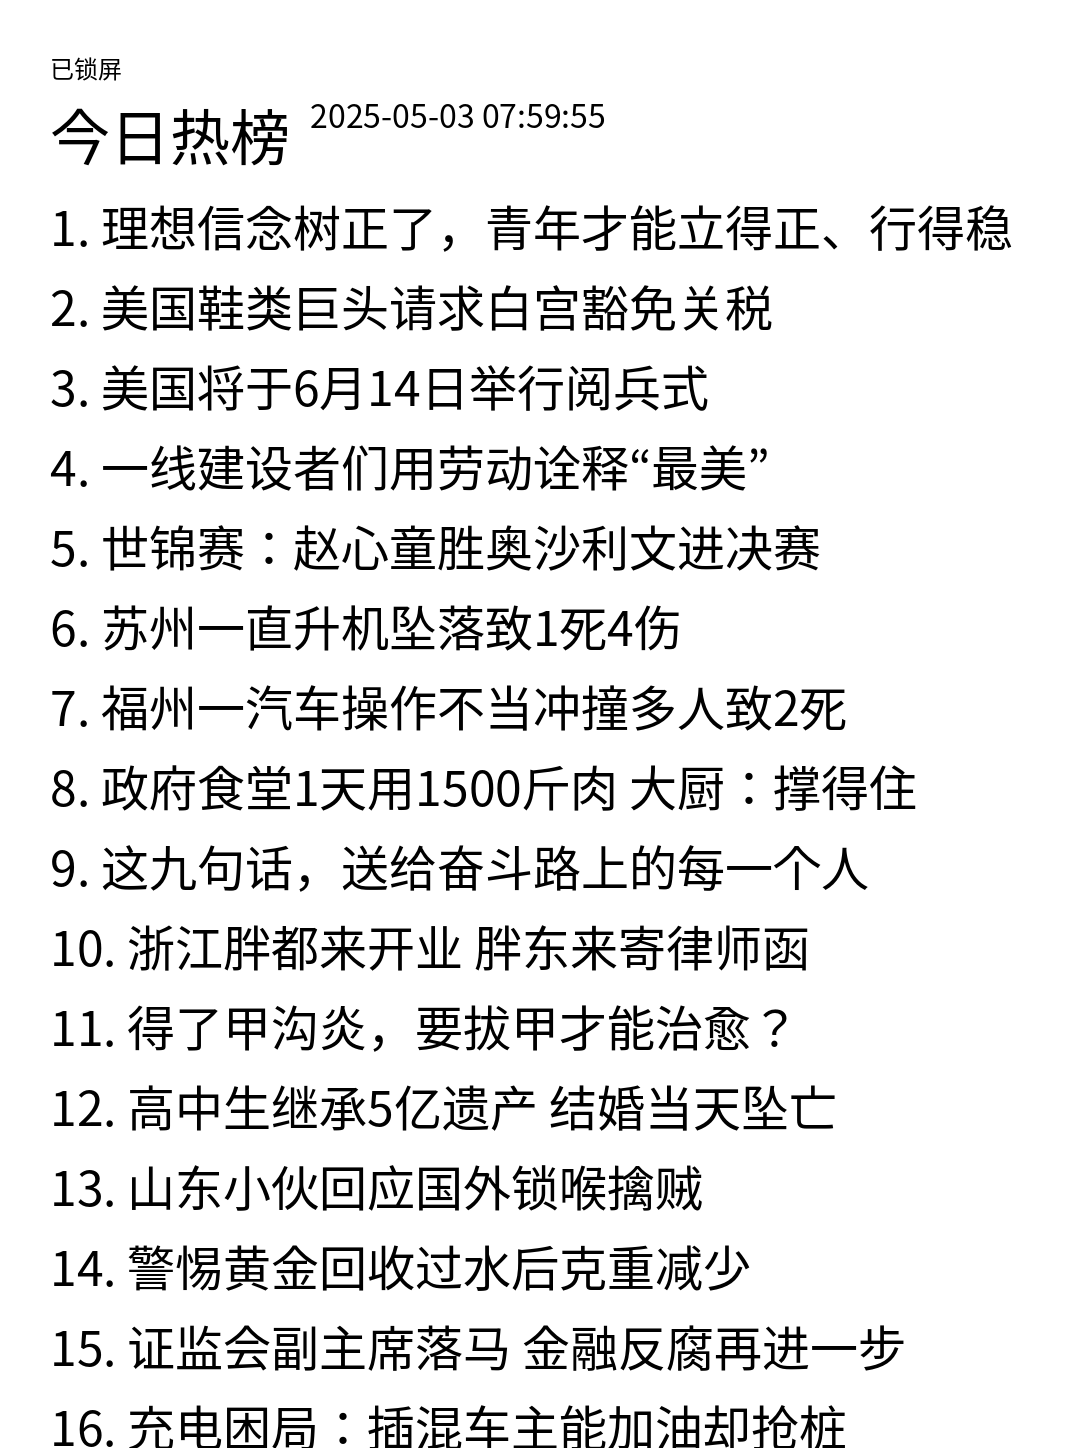 已锁屏
今日热榜 2025-05-03 07:59:55
1. 理想信念树正了，青年才能立得正、行得稳
2. 美国鞋类巨头请求白宫豁免关税
3. 美国将于6月14日举行阅兵式
4. 一线建设者们用劳动诠释“最美”
5. 世锦赛：赵心童胜奥沙利文进决赛
6. 苏州一直升机坠落致1死4伤
7. 福州一汽车操作不当冲撞多人致2死
8. 政府食堂1天用1500斤肉 大厨：撑得住
9. 这九句话，送给奋斗路上的每一个人
10. 浙江胖都来开业 胖东来寄律师函
11. 得了甲沟炎，要拔甲才能治愈？
12. 高中生继承5亿遗产 结婚当天坠亡
13. 山东小伙回应国外锁喉擒贼
14. 警惕黄金回收过水后克重减少
15. 证监会副主席落马 金融反腐再进一步
16. 充电困局：插混车主能加油却抢桩